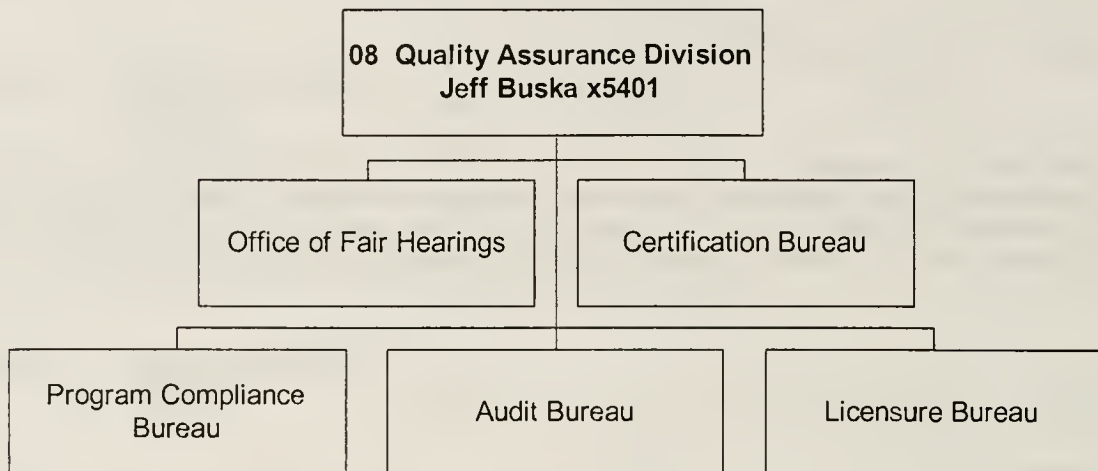 08 Quality Assurance Division
Jeff Buska x5401
Office of Fair Hearings
Certification Bureau
Program Compliance
Bureau
Audit Bureau
Licensure Bureau